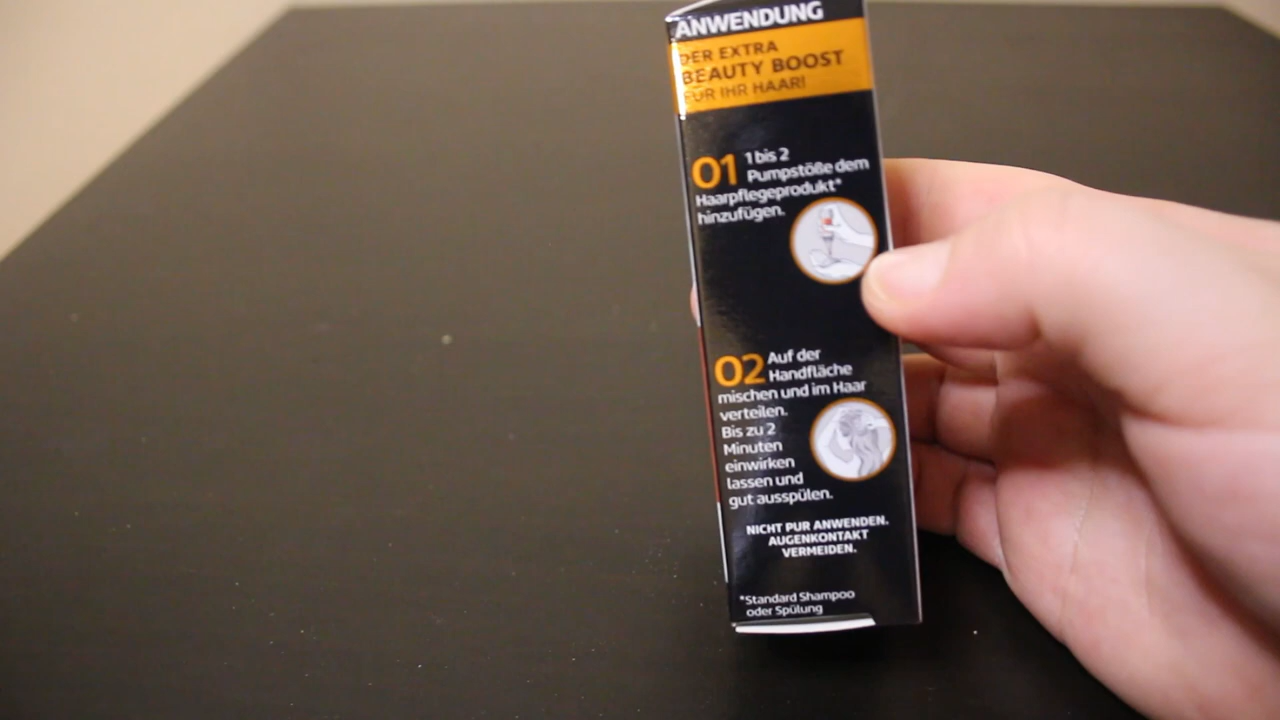 ANWENDUNG
DER EXTRA
BEAUTY BOOST
FÜR IHR HAAR!
01 1 bis 2
Pumpstöße dem
Haarpflegeprodukt*
hinzufügen.
02 Auf der
Handfläche
mischen und im Haar
verteilen.
Bis zu 2
Minuten
einwirken
lassen und
gut ausspülen.
NICHT PUR ANWENDEN.
AUGENKONTAKT
VERMEIDEN.
*Standard Shampoo
oder Spülung